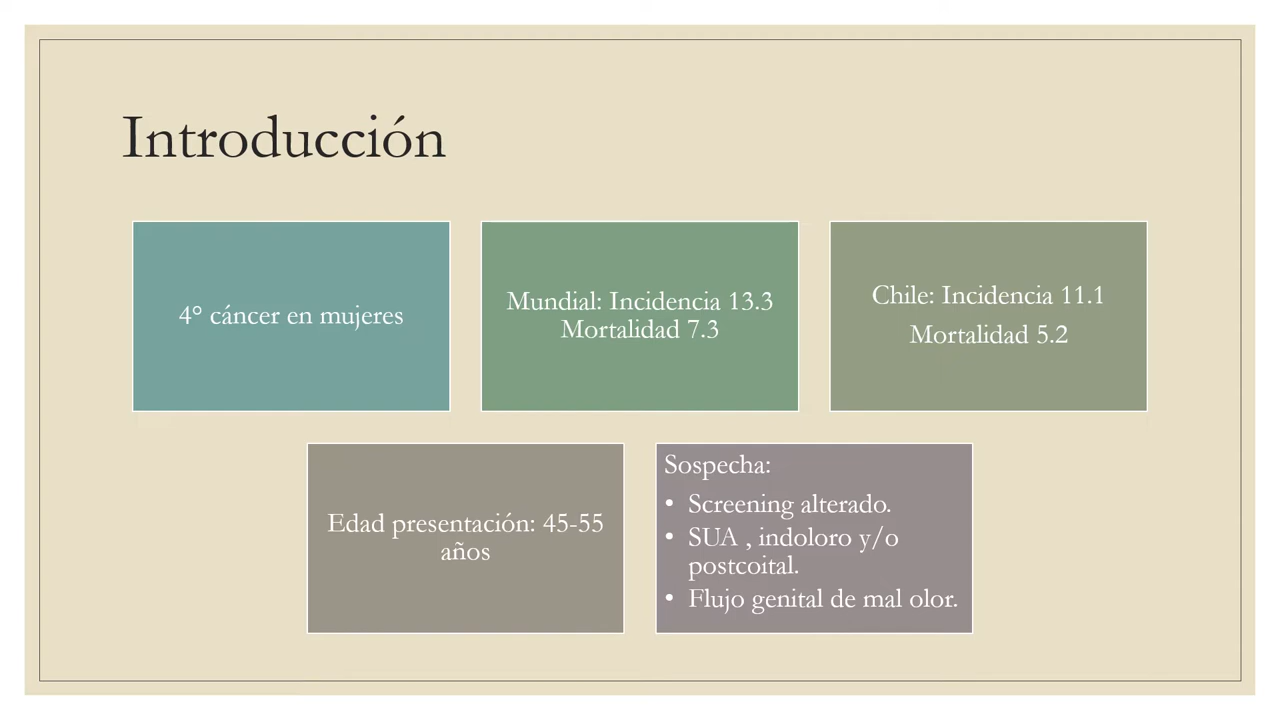 Introducción
4° cáncer en mujeres
Mundial: Incidencia 13.3
Mortalidad 7.3
Chile: Incidencia 11.1
Mortalidad 5.2
Edad presentación: 45-55
años
Sospecha:
• Screening alterado.
• SUA , indoloro y/o
postcoital.
• Flujo genital de mal olor.